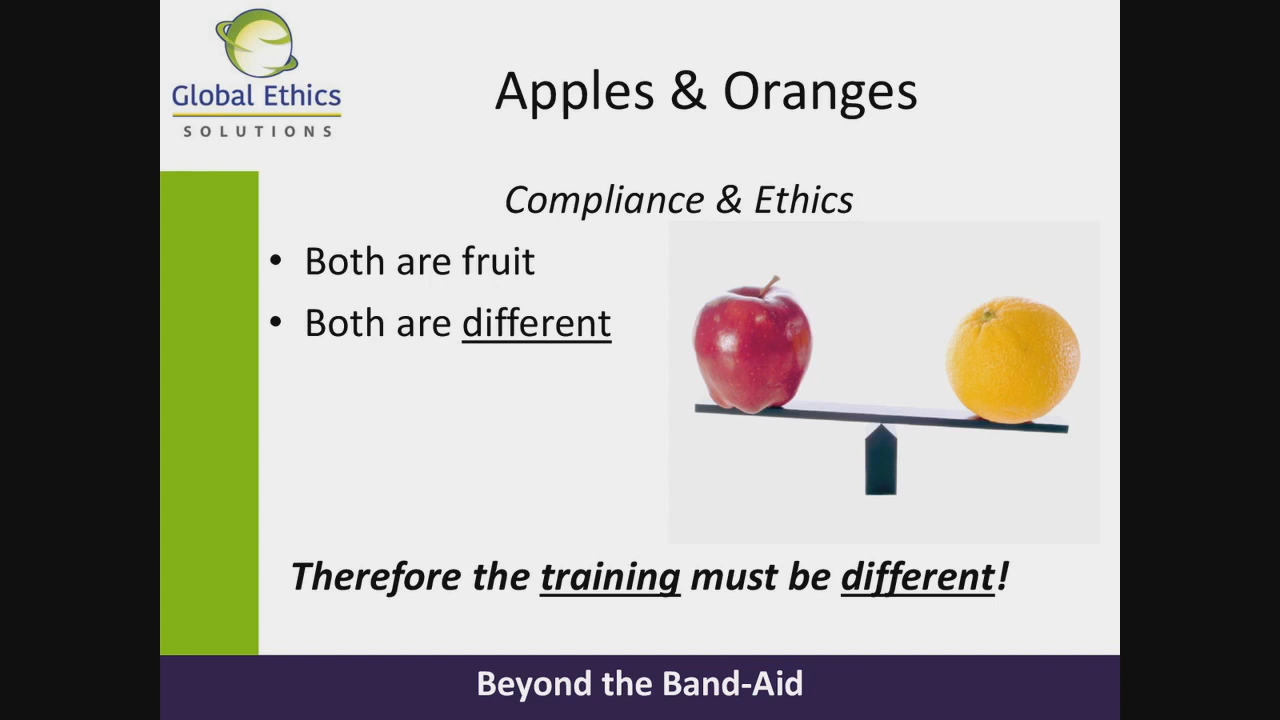 Global Ethics
SOLUTIONS
Apples & Oranges
Compliance & Ethics
• Both are fruit
• Both are different
Therefore the training must be different!
Beyond the Band-Aid